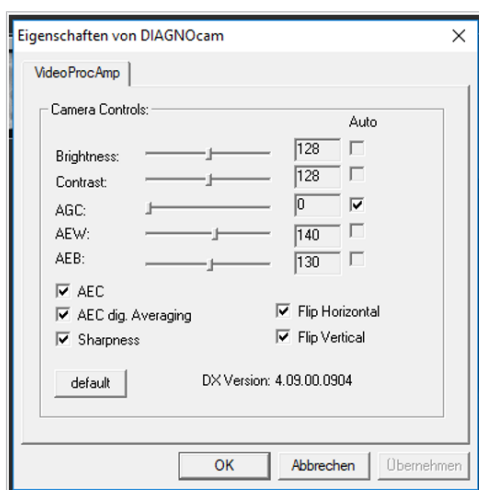 Eigenschaften von DIAGNOcam
VideoProcAmp
Camera Controls:
Auto
Brightness: 128
Contrast: 128
AGC: 0
AEW: 140
AEB: 130
AEC
AEC dig. Averaging
Flip Horizontal
Sharpness
Flip Vertical
default
DX Version: 4.09.00.0904
OK
Abbrechen
Übernehmen